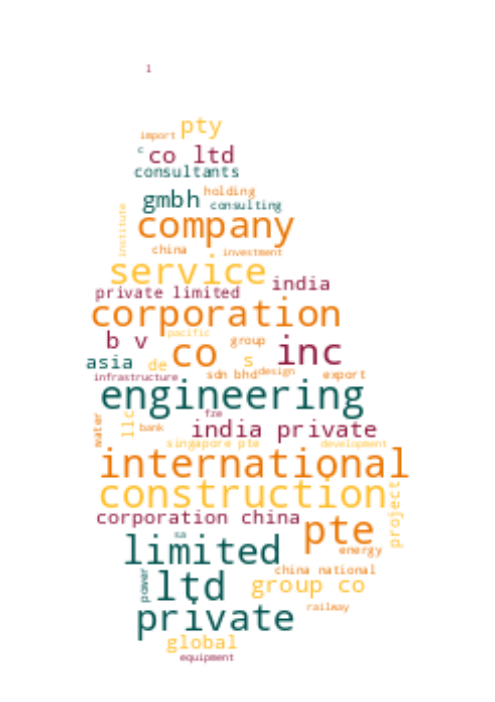 l
pty
import
c
co ltd
consultants
gmbh
holding
consulting
institute
company
china
investment
service
india
private limited
corporation
pacific
b v
co
group
inc
asia
de
s
infrastructure
sdn bhd
design
export
engineering
fze
water
llc
bank
india private
singapore pte
development
international
construction
project
corporation china
pte
sa
limited
energy
china national
power
ltd
group co
railway
private
global
equipment